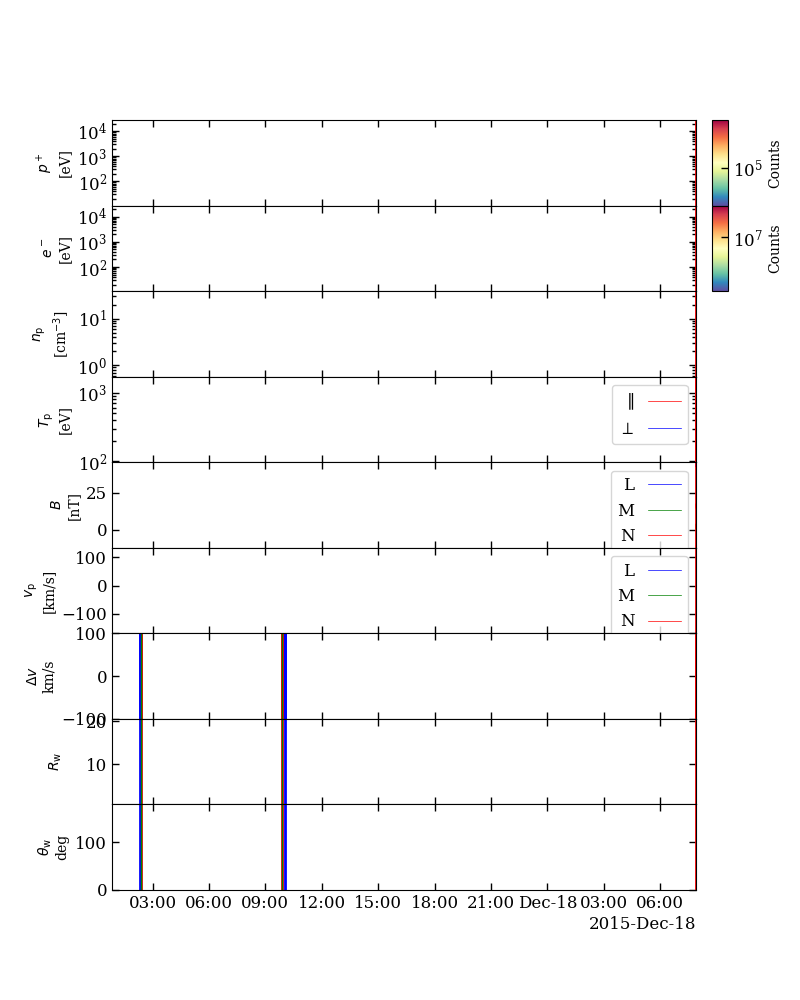 10⁴
10³
10²
p⁺
[eV]
10⁵
Counts
10⁴
10³
10²
e⁻
[eV]
10⁷
Counts
10¹
10⁰
nₚ
[cm⁻³]
10³
10²
Tₚ
[eV]
∥
⊥
25
0
B
[nT]
L
M
N
100
0
−100
vₚ
[km/s]
L
M
N
100
0
−100
Δv
km/s
20
10
R_w
100
0
θ_w
deg
03:00 06:00 09:00 12:00 15:00 18:00 21:00 Dec-18 03:00 06:00
2015-Dec-18